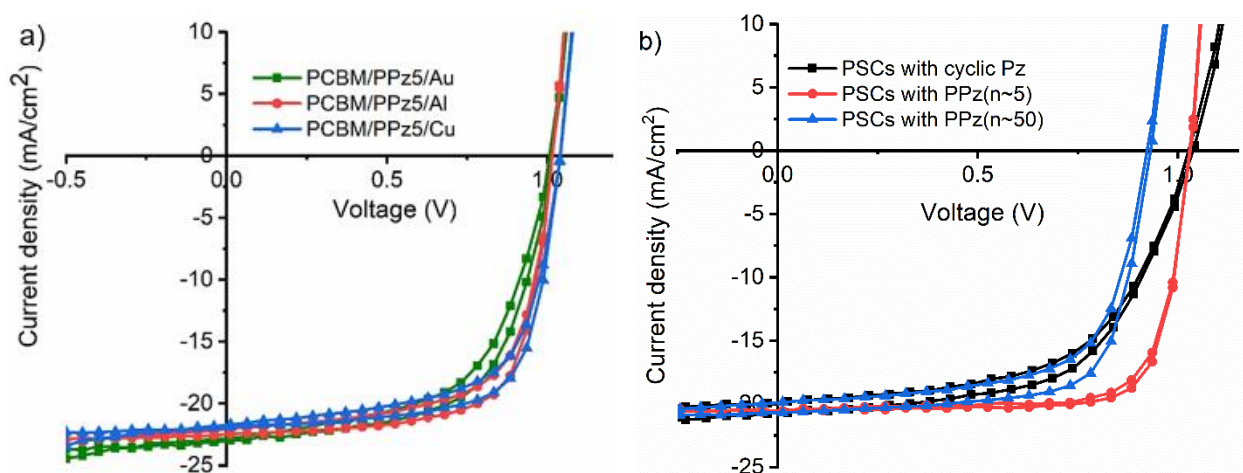 a)
10
5
0
-5
-10
-15
-20
-25
-0.5
0.0
0.5
1.0
Current density (mA/cm²)
Voltage (V)
PCBM/PPz5/Au
PCBM/PPz5/Al
PCBM/PPz5/Cu
b)
10
5
0
-5
-10
-15
-20
-25
0.0
0.5
1.0
Current density (mA/cm²)
Voltage (V)
PSCs with cyclic Pz
PSCs with PPz(n~5)
PSCs with PPz(n~50)